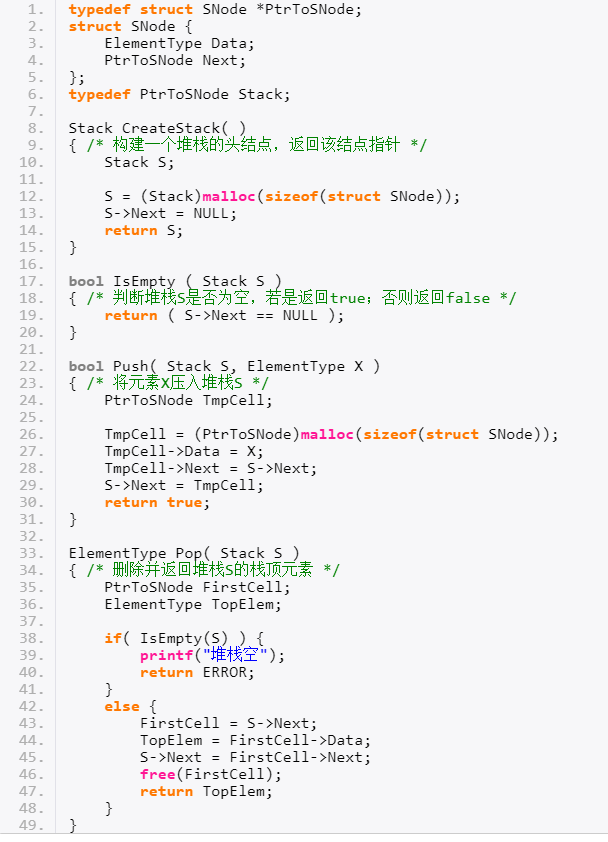 1. typedef struct SNode *PtrToSNode;
2. struct SNode {
3.     ElementType Data;
4.     PtrToSNode Next;
5. };
6. typedef PtrToSNode Stack;
7.
8. Stack CreateStack( )
9. { /* 构建一个堆栈的头结点，返回该结点指针 */
10.     Stack S;
11.
12.     S = (Stack)malloc(sizeof(struct SNode));
13.     S->Next = NULL;
14.     return S;
15. }
16.
17. bool IsEmpty ( Stack S )
18. { /* 判断堆栈S是否为空，若是返回true；否则返回false */
19.     return ( S->Next == NULL );
20. }
21.
22. bool Push( Stack S, ElementType X )
23. { /* 将元素X压入堆栈S */
24.     PtrToSNode TmpCell;
25.
26.     TmpCell = (PtrToSNode)malloc(sizeof(struct SNode));
27.     TmpCell->Data = X;
28.     TmpCell->Next = S->Next;
29.     S->Next = TmpCell;
30.     return true;
31. }
32.
33. ElementType Pop( Stack S )
34. { /* 删除并返回堆栈S的栈顶元素 */
35.     PtrToSNode FirstCell;
36.     ElementType TopElem;
37.
38.     if( IsEmpty(S) ) {
39.         printf("堆栈空");
40.         return ERROR;
41.     }
42.     else {
43.         FirstCell = S->Next;
44.         TopElem = FirstCell->Data;
45.         S->Next = FirstCell->Next;
46.         free(FirstCell);
47.         return TopElem;
48.     }
49. }